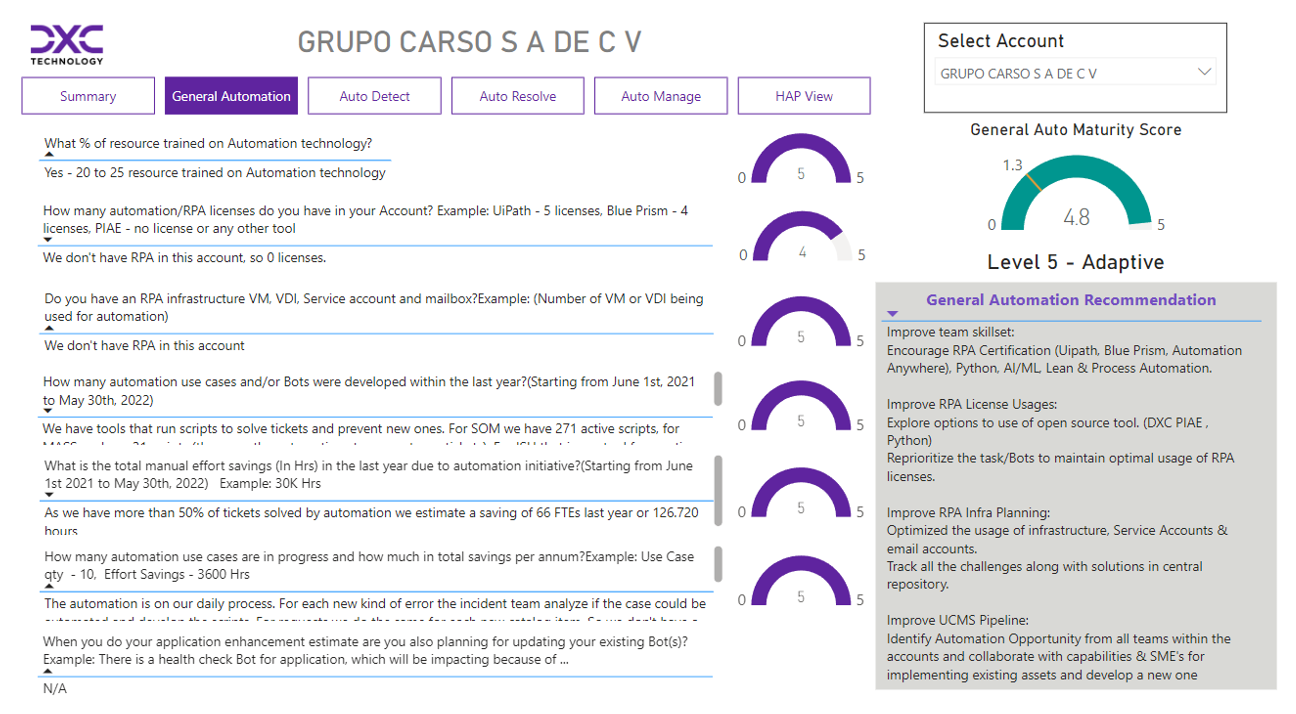 DXC
TECHNOLOGY
GRUPO CARSO S A DE C V
Select Account
GRUPO CARSO S A DE C V
Summary
General Automation
Auto Detect
Auto Resolve
Auto Manage
HAP View
What % of resource trained on Automation technology?
Yes - 20 to 25 resource trained on Automation technology
0
5
5
How many automation/RPA licenses do you have in your Account? Example: UiPath - 5 licenses, Blue Prism - 4
licenses, PIAE - no license or any other tool
We don't have RPA in this account, so 0 licenses.
0
4
5
Do you have an RPA infrastructure VM, VDI, Service account and mailbox?Example: (Number of VM or VDI being
used for automation)
We don't have RPA in this account
0
5
5
How many automation use cases and/or Bots were developed within the last year?(Starting from June 1st, 2021
to May 30th, 2022)
We have tools that run scripts to solve tickets and prevent new ones. For SOM we have 271 active scripts, for
0
5
5
What is the total manual effort savings (In Hrs) in the last year due to automation initiative?(Starting from June
1st 2021 to May 30th, 2022)   Example: 30K Hrs
As we have more than 50% of tickets solved by automation we estimate a saving of 66 FTEs last year or 126.720
hours
0
5
5
How many automation use cases are in progress and how much in total savings per annum?Example: Use Case
qty  - 10,  Effort Savings - 3600 Hrs
The automation is on our daily process. For each new kind of error the incident team analyze if the case could be
0
5
5
When you do your application enhancement estimate are you also planning for updating your existing Bot(s)?
Example: There is a health check Bot for application, which will be impacting because of ...
N/A
General Auto Maturity Score
1.3
0
4.8
5
Level 5 - Adaptive
General Automation Recommendation
Improve team skillset:
Encourage RPA Certification (Uipath, Blue Prism, Automation
Anywhere), Python, AI/ML, Lean & Process Automation.
Improve RPA License Usages:
Explore options to use of open source tool. (DXC PIAE ,
Python)
Reprioritize the task/Bots to maintain optimal usage of RPA
licenses.
Improve RPA Infra Planning:
Optimized the usage of infrastructure, Service Accounts &
email accounts.
Track all the challenges along with solutions in central
repository.
Improve UCMS Pipeline:
Identify Automation Opportunity from all teams within the
accounts and collaborate with capabilities & SME's for
implementing existing assets and develop a new one